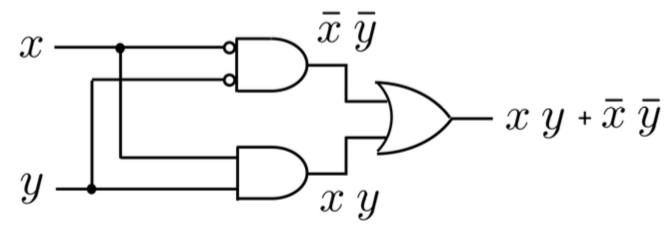 x
x̄ ȳ
x y + x̄ ȳ
y
x y